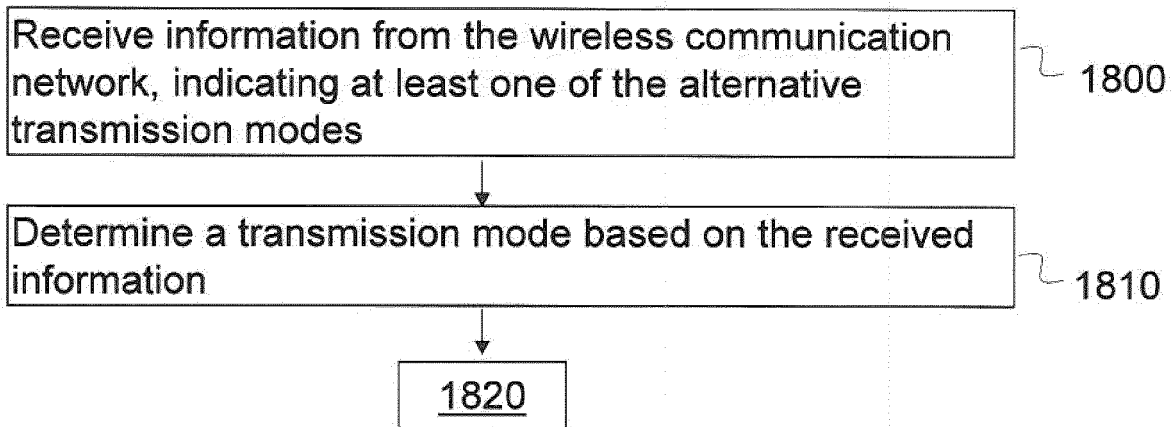 Receive information from the wireless communication
network, indicating at least one of the alternative
transmission modes
1800
Determine a transmission mode based on the received
information
1810
1820